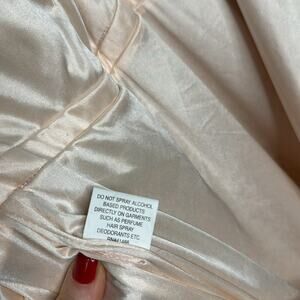 DO NOT SPRAY ALCOHOL
BASED PRODUCTS
DIRECTLY ON GARMENTS
SUCH AS PERFUME
HAIR SPRAY
DEODORANTS ETC.